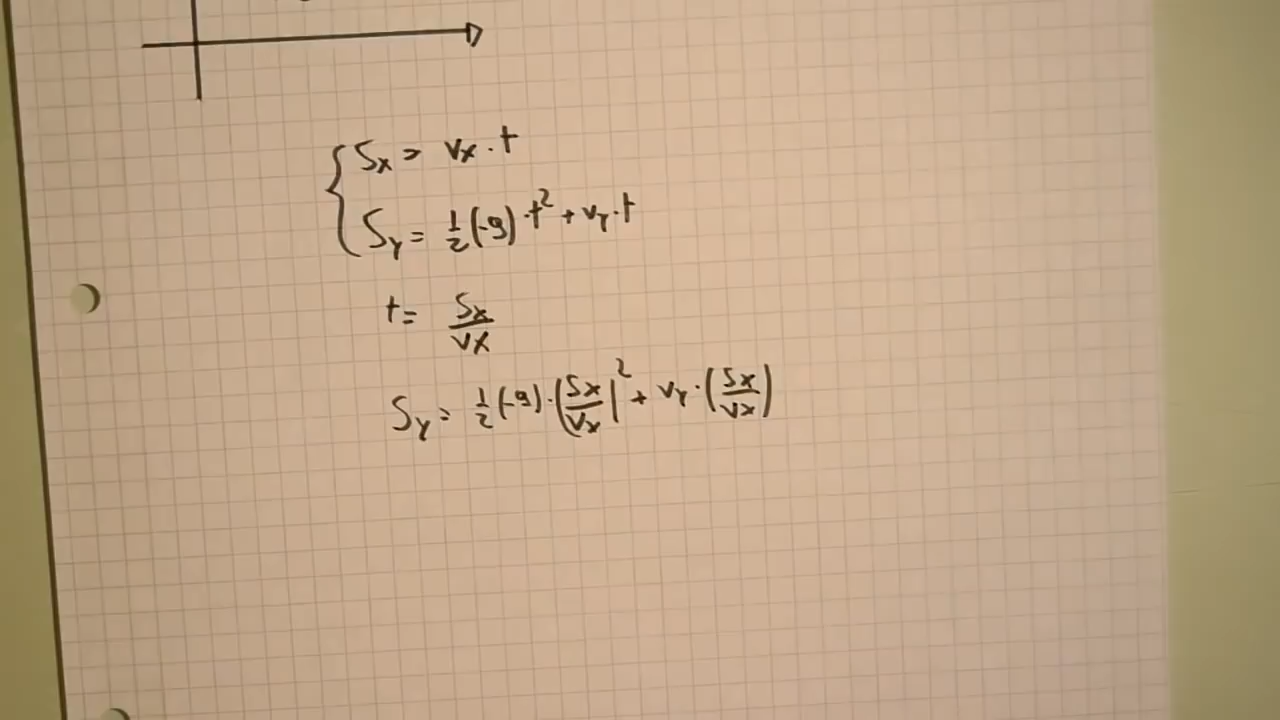 Sx = vx · t
Sy = 1/2 (-g) · t² + vy · t
t = Sx/vx
Sy = 1/2 (-g) · (Sx/vx)² + vy · (Sx/vx)